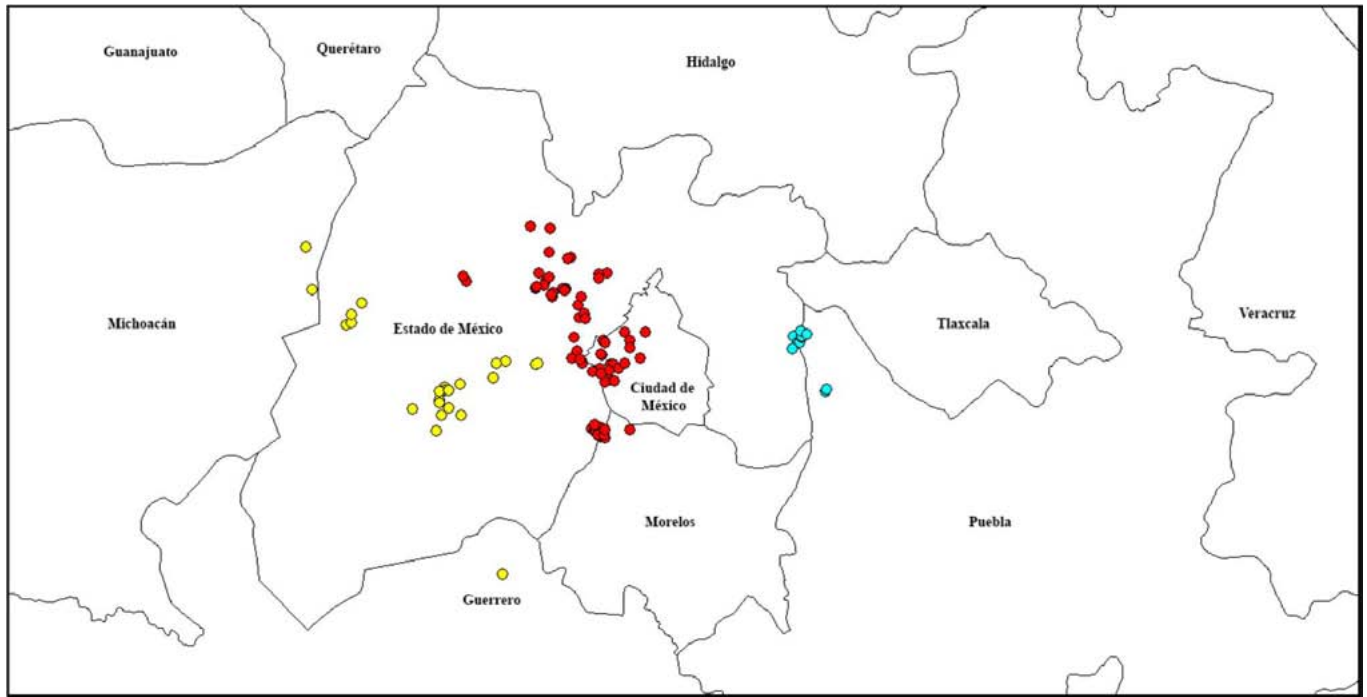 Guanajuato
Querétaro
Hidalgo
Michoacán
Estado de México
Tlaxcala
Veracruz
Ciudad de
México
Morelos
Puebla
Guerrero